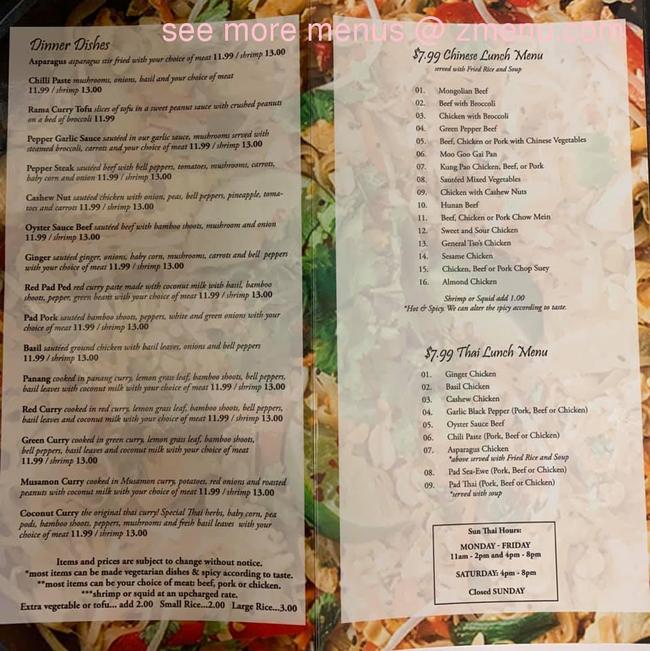 see more menus @ zmenu.com
Dinner Dishes
Asparagus asparagus stir fried with your choice of meat 11.99 / shrimp 13.00
Chilli Paste mushrooms, onions, basil and your choice of meat
11.99 / shrimp 13.00
Rama Curry Tofu slices of tofu in a sweet peanut sauce with crushed peanuts
on a bed of broccoli 11.99
Pepper Garlic Sauce sautéed in our garlic sauce, mushrooms served with
steamed broccoli, carrots and your choice of meat 11.99 / shrimp 13.00
Pepper Steak sautéed beef with bell peppers, tomatoes, mushrooms, carrots,
baby corn and onion 11.99 / shrimp 13.00
Cashew Nut sautéed chicken with onion, peas, bell peppers, pineapple, toma-
toes and carrots 11.99 / shrimp 13.00
Oyster Sauce Beef sautéed beef with bamboo shoots, mushroom and onion
11.99 / shrimp 13.00
Ginger sautéed ginger, onions, baby corn, mushrooms, carrots and bell peppers
with your choice of meat 11.99 / shrimp 13.00
Red Pad Ped red curry paste made with coconut milk with basil, bamboo
shoots, pepper, green beans with your choice of meat 11.99 / shrimp 13.00
Pad Pork sautéed bamboo shoots, peppers, white and green onions with your
choice of meat 11.99 / shrimp 13.00
Basil sautéed ground chicken with basil leaves, onions and bell peppers
11.99 / shrimp 13.00
Panang cooked in panang curry, lemon grass leaf, bamboo shoots, bell peppers,
basil leaves with coconut milk with your choice of meat 11.99 / shrimp 13.00
Red Curry cooked in red curry, lemon grass leaf, bamboo shoots, bell peppers,
basil leaves and coconut milk with your choice of meat 11.99 / shrimp 13.00
Green Curry cooked in green curry, lemon grass leaf, bamboo shoots,
bell peppers, basil leaves and coconut milk with your choice of meat
11.99 / shrimp 13.00
Musamon Curry cooked in Musamon curry, potatoes, red onions and roasted
peanuts with coconut milk with your choice of meat 11.99 / shrimp 13.00
Coconut Curry the original thai curry! Special Thai herbs, baby corn, pea
pods, bamboo shoots, peppers, mushrooms and fresh basil leaves with your
choice of meat 11.99 / shrimp 13.00
Items and prices are subject to change without notice.
*most items can be made vegetarian dishes & spicy according to taste.
**most items can be your choice of meat: beef, pork or chicken.
***shrimp or squid at an upcharged rate.
Extra vegetable or tofu... add 2.00 Small Rice...2.00 Large Rice...3.00
$7.99 Chinese Lunch Menu
served with Fried Rice and Soup
01. Mongolian Beef
02. Beef with Broccoli
03. Chicken with Broccoli
04. Green Pepper Beef
05. Beef, Chicken or Pork with Chinese Vegetables
06. Moo Goo Gai Pan
07. Kung Pao Chicken, Beef, or Pork
08. Sautéed Mixed Vegetables
09. Chicken with Cashew Nuts
10. Hunan Beef
11. Beef, Chicken or Pork Chow Mein
12. Sweet and Sour Chicken
13. General Tso's Chicken
14. Sesame Chicken
15. Chicken, Beef or Pork Chop Suey
16. Almond Chicken
Shrimp or Squid add 1.00
*Hot & Spicy. We can alter the spicy according to taste.
$7.99 Thai Lunch Menu
01. Ginger Chicken
02. Basil Chicken
03. Cashew Chicken
04. Garlic Black Pepper (Pork, Beef or Chicken)
05. Oyster Sauce Beef
06. Chili Paste (Pork, Beef or Chicken)
07. Asparagus Chicken
*above served with Fried Rice and Soup
08. Pad Sea-Ewe (Pork, Beef or Chicken)
09. Pad Thai (Pork, Beef or Chicken)
*served with soup
Sun Thai Hours:
MONDAY - FRIDAY
11am - 2pm and 4pm - 8pm
SATURDAY: 4pm - 8pm
Closed SUNDAY